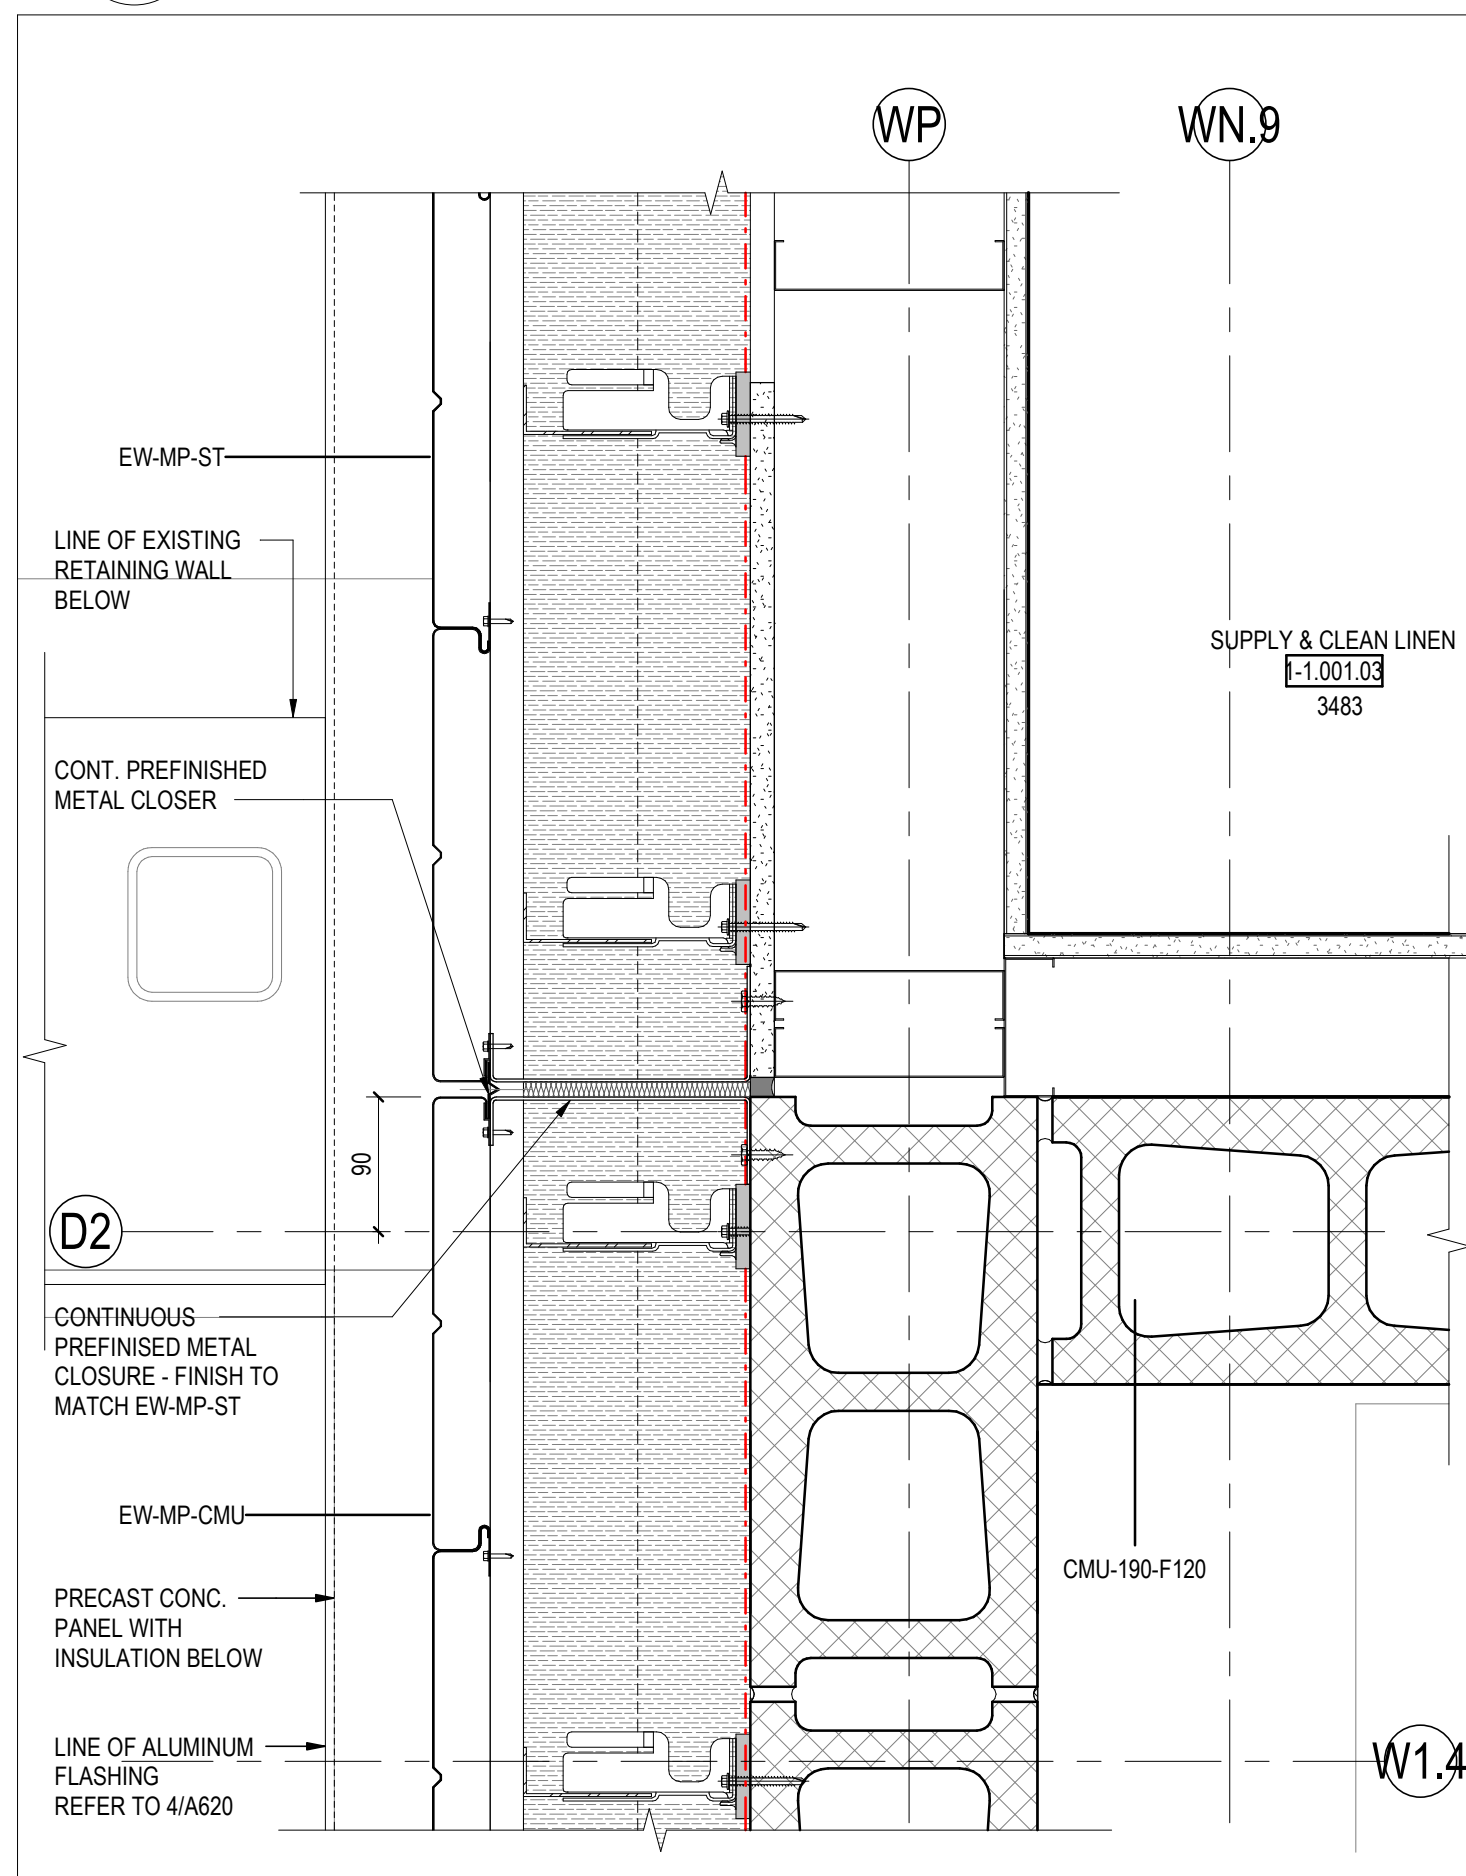 WP
WN.9
EW-MP-ST
LINE OF EXISTING
RETAINING WALL
BELOW
SUPPLY & CLEAN LINEN
1-1.001.03
3483
CONT. PREFINISHED
METAL CLOSER
90
D2
CONTINUOUS
PREFINISED METAL
CLOSURE - FINISH TO
MATCH EW-MP-ST
EW-MP-CMU
CMU-190-F120
PRECAST CONC.
PANEL WITH
INSULATION BELOW
LINE OF ALUMINUM
FLASHING
REFER TO 4/A620
W1.4